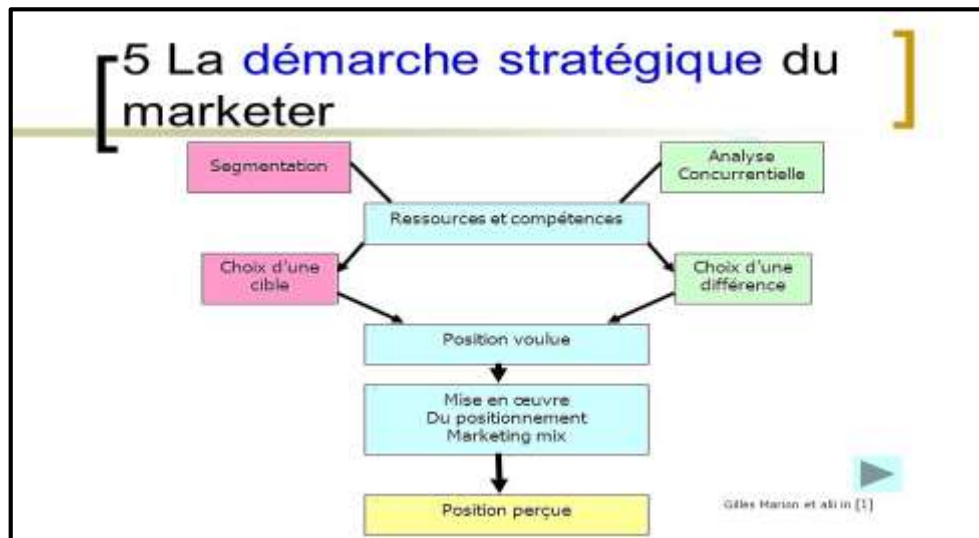 5 La démarche stratégique du
marketer
Segmentation
Analyse
Concurrentielle
Ressources et compétences
Choix d'une
cible
Choix d'une
différence
Position voulue
Mise en œuvre
Du positionnement
Marketing mix
Position perçue
Gilles Marion et alii in [1]